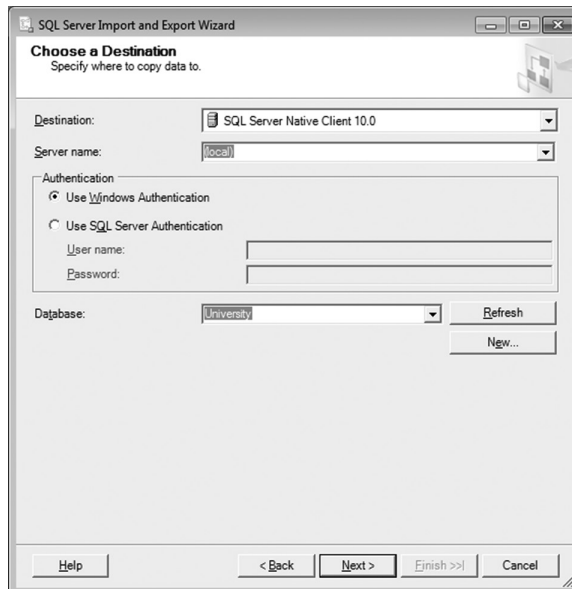 SQL Server Import and Export Wizard
Choose a Destination
Specify where to copy data to.
Destination: SQL Server Native Client 10.0
Server name: (local)
Authentication
Use Windows Authentication
Use SQL Server Authentication
User name:
Password:
Database: University Refresh
New...
Help < Back Next > Finish >>| Cancel